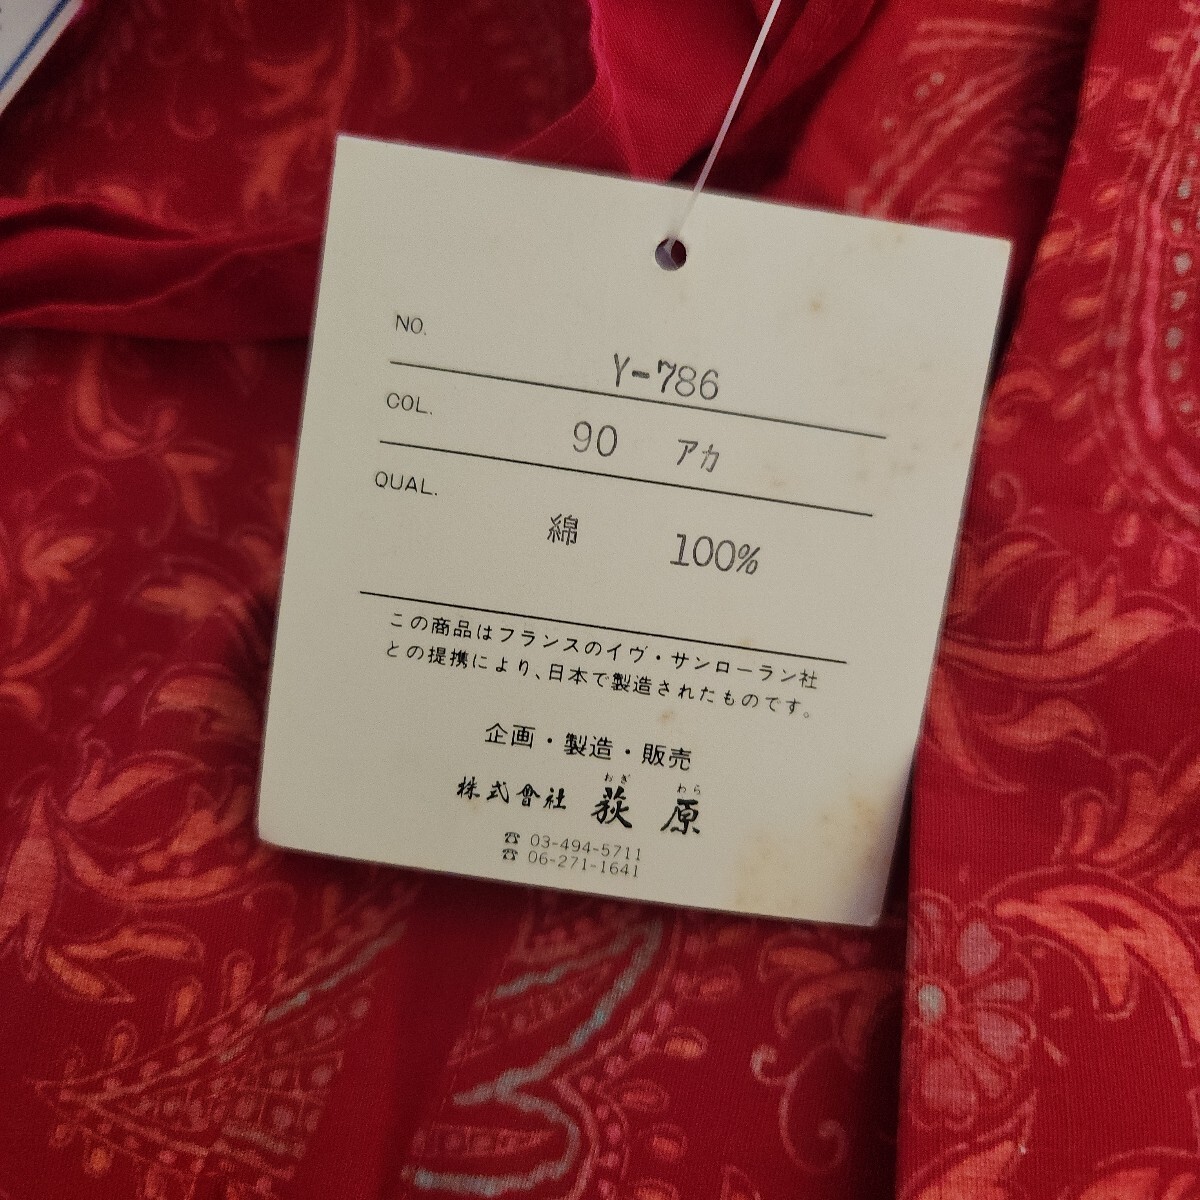 NO.
Y-786
COL.
90 アカ
QUAL.
綿 100%
この商品はフランスのイヴ・サンローラン社
との提携により、日本で製造されたものです。
企画・製造・販売
おぎ わら
株式會社 荻原
☎ 03-494-5711
☎ 06-271-1641